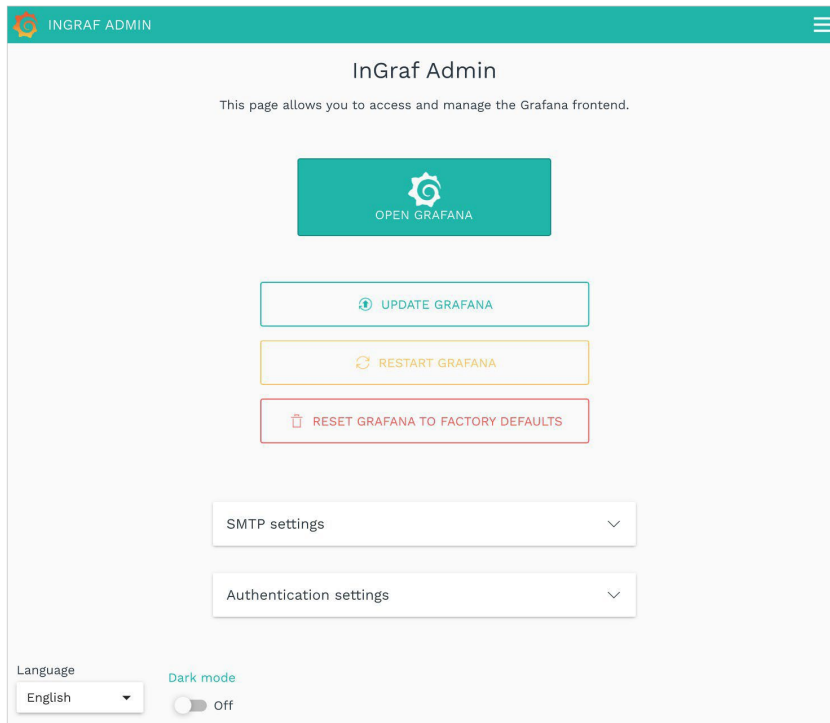 INGRAF ADMIN
InGraf Admin
This page allows you to access and manage the Grafana frontend.
OPEN GRAFANA
UPDATE GRAFANA
RESTART GRAFANA
RESET GRAFANA TO FACTORY DEFAULTS
SMTP settings
Authentication settings
Language
English
Dark mode
Off